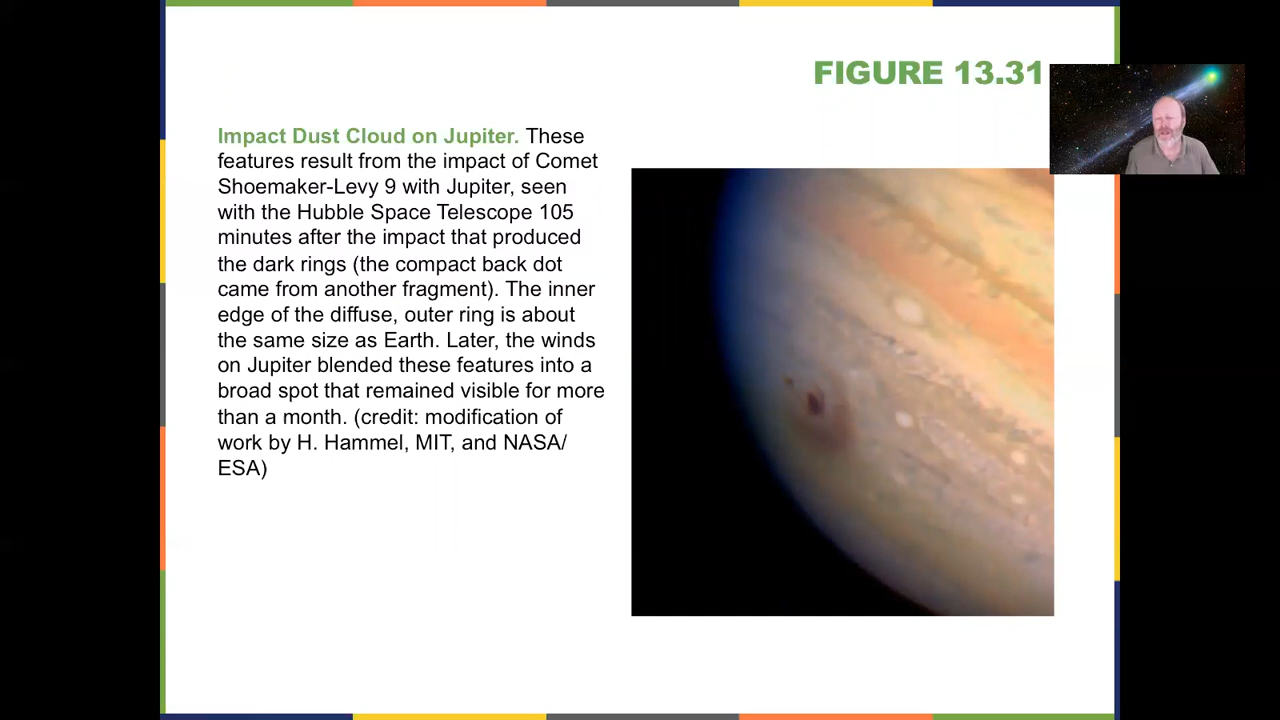 FIGURE 13.31
Impact Dust Cloud on Jupiter. These
features result from the impact of Comet
Shoemaker-Levy 9 with Jupiter, seen
with the Hubble Space Telescope 105
minutes after the impact that produced
the dark rings (the compact back dot
came from another fragment). The inner
edge of the diffuse, outer ring is about
the same size as Earth. Later, the winds
on Jupiter blended these features into a
broad spot that remained visible for more
than a month. (credit: modification of
work by H. Hammel, MIT, and NASA/
ESA)